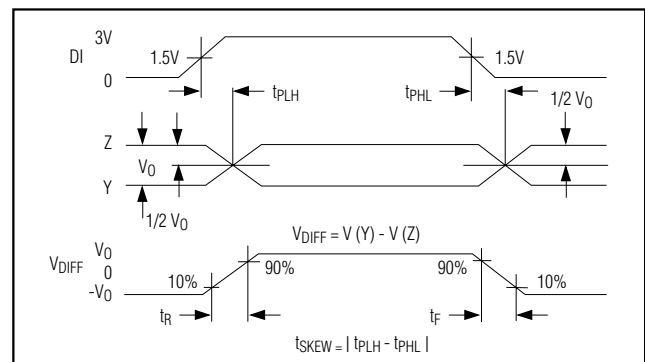 3V
DI
1.5V
1.5V
0
tPLH
tPHL
1/2 VO
Z
VO
Y
1/2 VO
VDIFF = V (Y) - V (Z)
VO
VDIFF 0
-VO
10%
90%
90%
10%
tR
tF
tSKEW = | tPLH - tPHL |